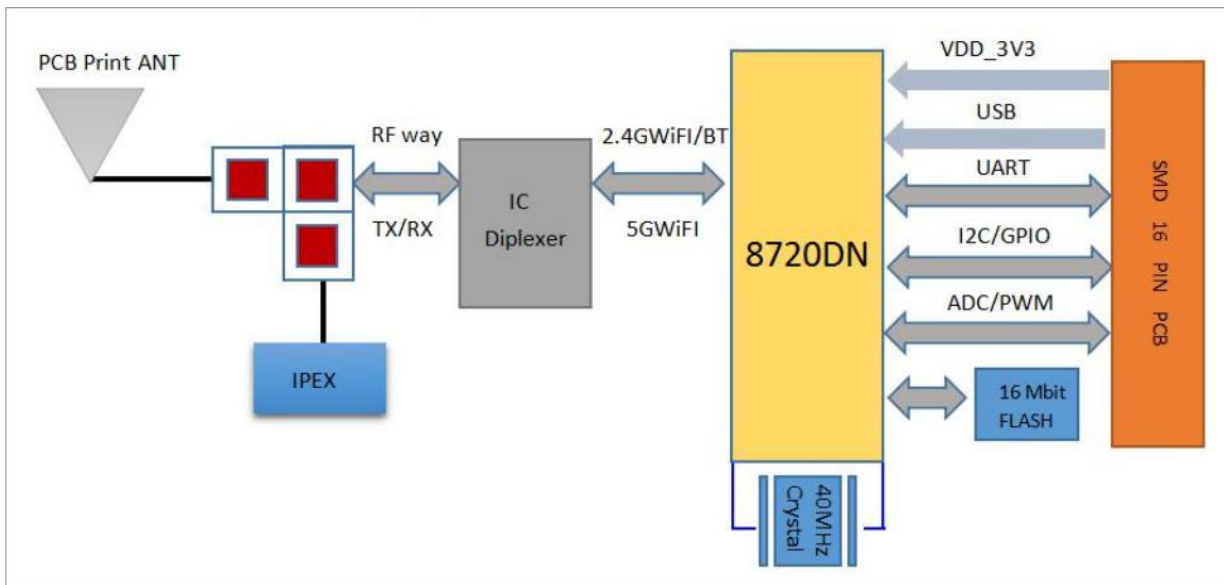 PCB Print ANT
RF way
TX/RX
IPEX
IC
Diplexer
2.4GWiFI/BT
5GWiFI
8720DN
40MHz
Crystal
VDD_3V3
USB
UART
I2C/GPIO
ADC/PWM
16 Mbit
FLASH
SMD 16 PIN PCB